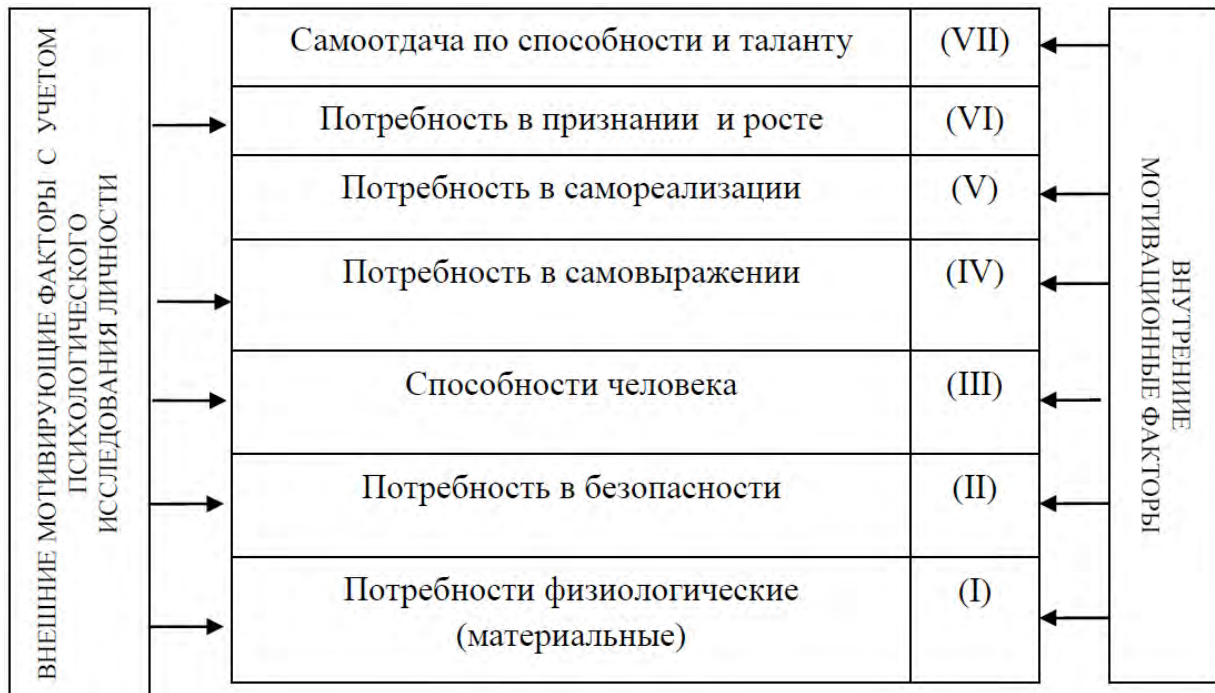 ВНЕШНИЕ МОТИВИРУЮЩИЕ ФАКТОРЫ С УЧЕТОМ
ПСИХОЛОГИЧЕСКОГО
ИССЛЕДОВАНИЯ ЛИЧНОСТИ
Самоотдача по способности и таланту (VII)
Потребность в признании и росте (VI)
Потребность в самореализации (V)
Потребность в самовыражении (IV)
Способности человека (III)
Потребность в безопасности (II)
Потребности физиологические (I)
(материальные)
ВНУТРЕНИИЕ
МОТИВАЦИОННЫЕ ФАКТОРЫ